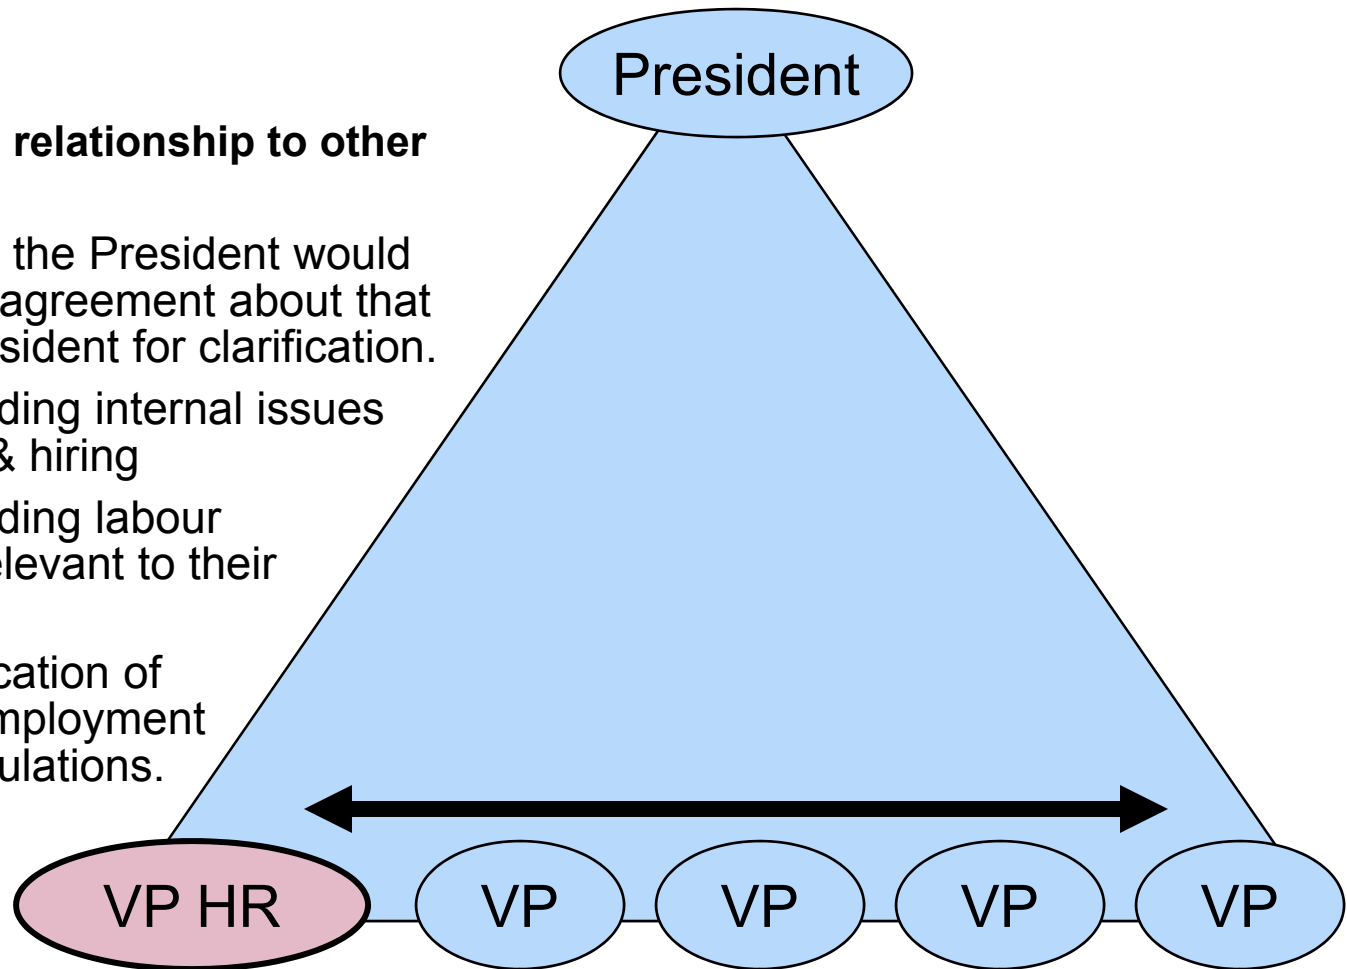 President
relationship to other
the President would
agreement about that
sident for clarification.
ding internal issues
& hiring
ding labour
elevant to their
cation of
mployment
ulations.
VP HR
VP
VP
VP
VP